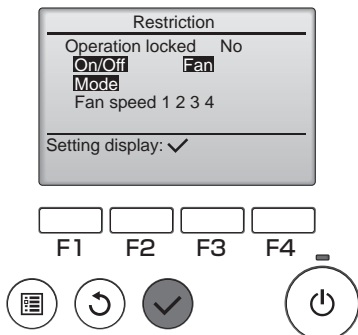 Restriction
Operation locked No
On/Off Fan
Mode
Fan speed 1 2 3 4
Setting display: ✓
F1 F2 F3 F4